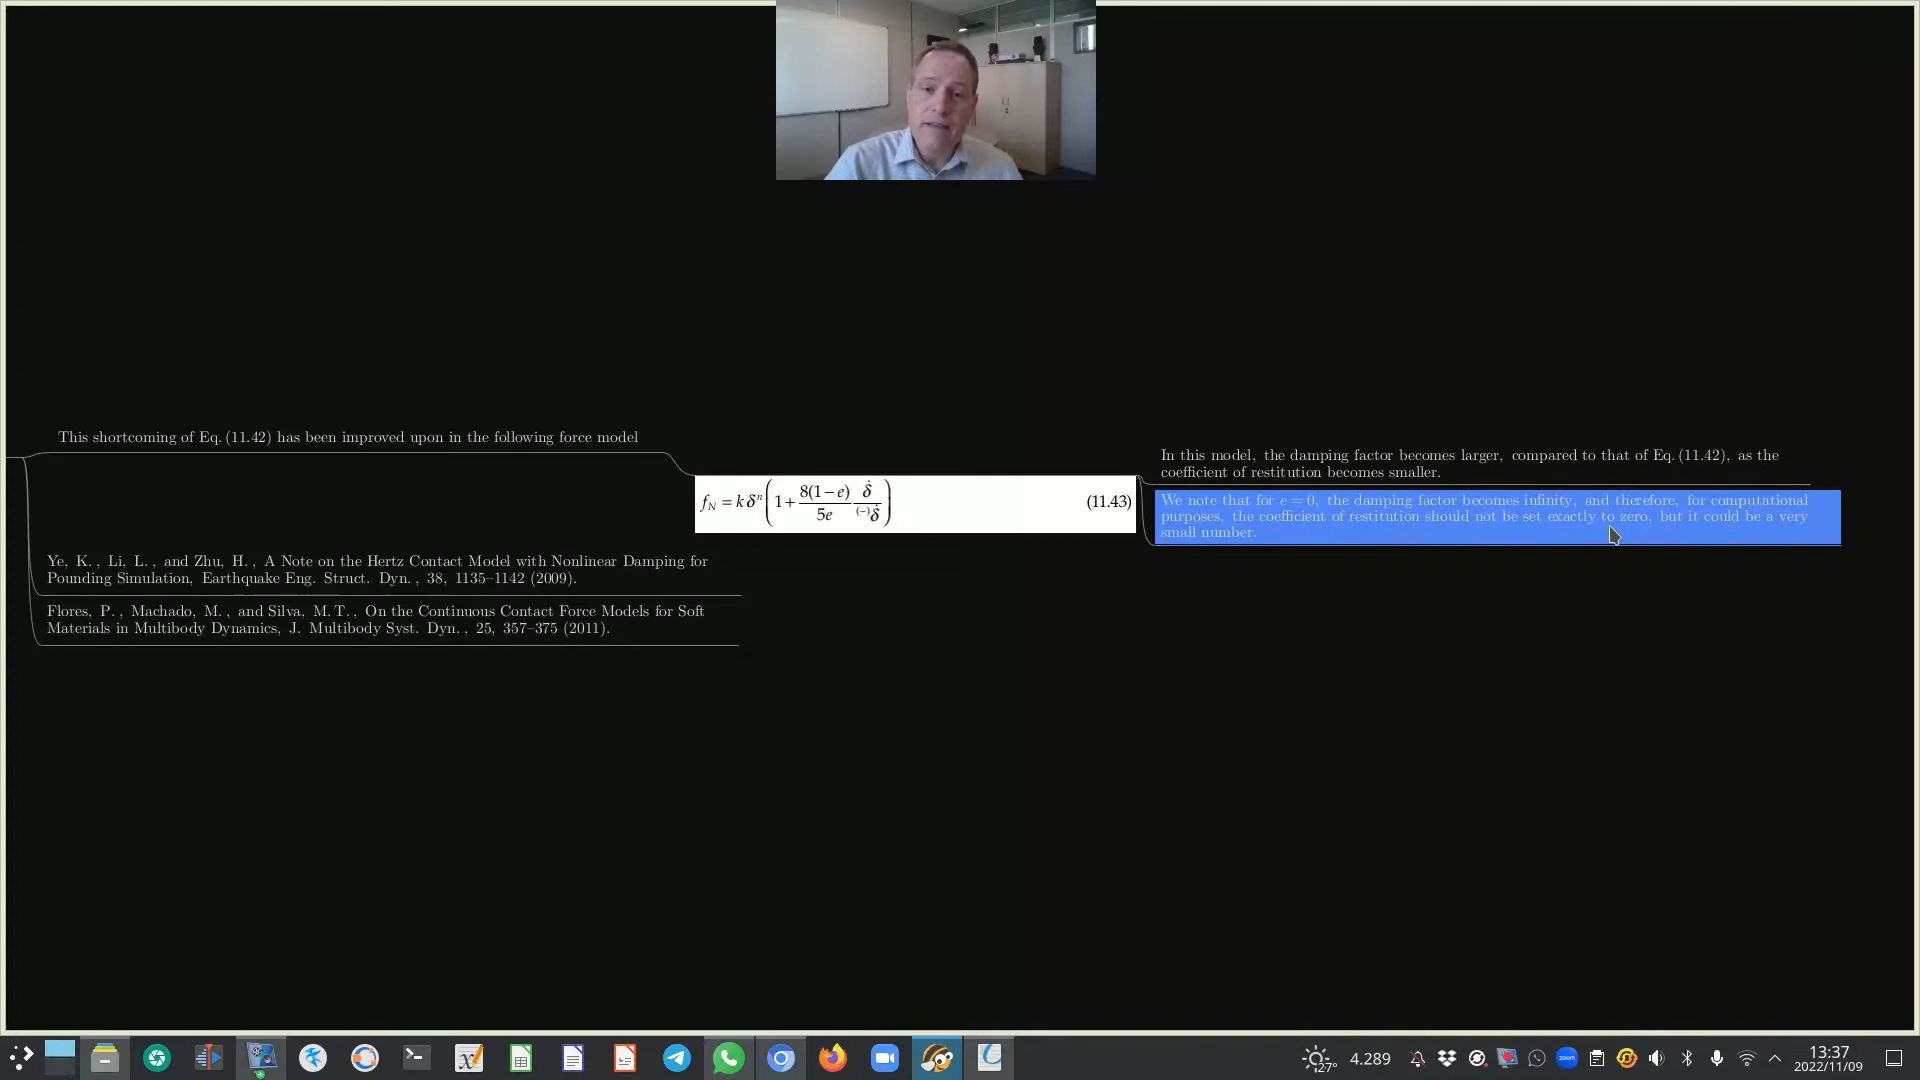 This shortcoming of Eq. (11.42) has been improved upon in the following force model
f_N = k δ^n (1 + 8(1 − e)/5e δ̇/^(−)δ̇) (11.43)
In this model, the damping factor becomes larger, compared to that of Eq. (11.42), as the
coefficient of restitution becomes smaller.
We note that for e = 0, the damping factor becomes infinity, and therefore, for computational
purposes, the coefficient of restitution should not be set exactly to zero, but it could be a very
small number.
Ye, K. , Li, L. , and Zhu, H. , A Note on the Hertz Contact Model with Nonlinear Damping for
Pounding Simulation, Earthquake Eng. Struct. Dyn. , 38, 1135–1142 (2009).
Flores, P. , Machado, M. , and Silva, M. T. , On the Continuous Contact Force Models for Soft
Materials in Multibody Dynamics, J. Multibody Syst. Dyn. , 25, 357–375 (2011).
27°
4.289
zoom
13:37
2022/11/09